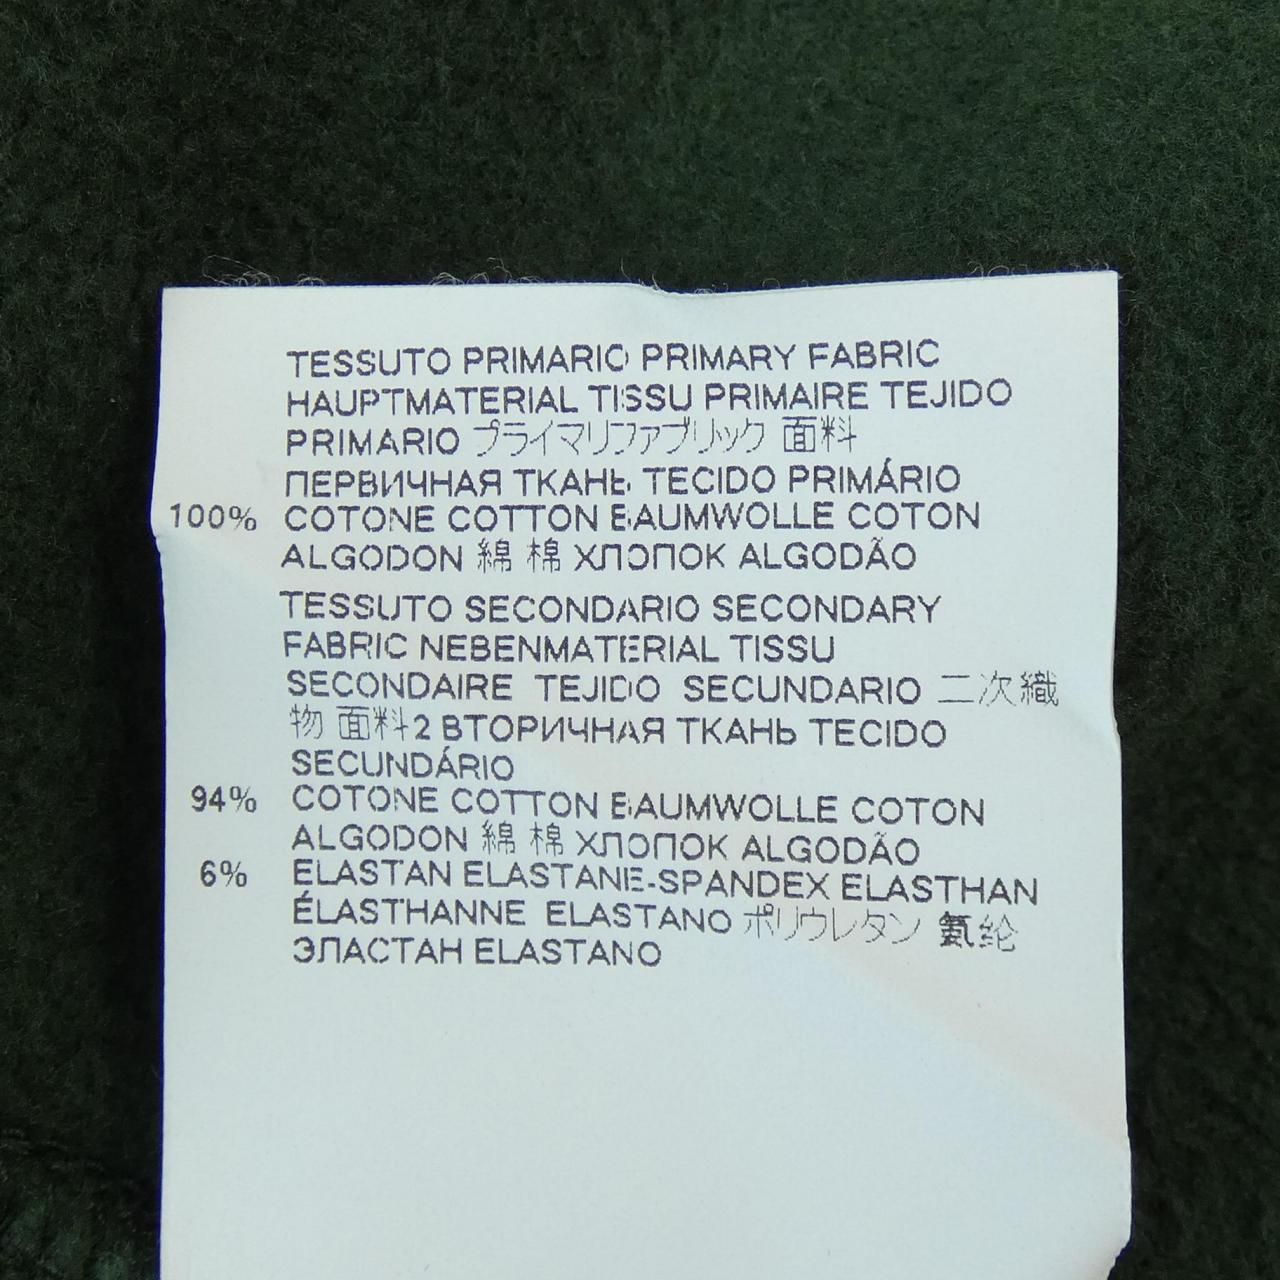 TESSUTO PRIMARIO PRIMARY FABRIC
HAUPTMATERIAL TISSU PRIMAIRE TEJIDO
PRIMARIO プライマリファブリック 面料
ПЕРВИЧНАЯ ТКАНЬ TECIDO PRIMÁRIO
100% COTONE COTTON BAUMWOLLE COTON
ALGODON 綿 棉 ХЛОПОК ALGODÃO
TESSUTO SECONDARIO SECONDARY
FABRIC NEBENMATERIAL TISSU
SECONDAIRE TEJIDO SECUNDARIO 二次織
物 面料2 ВТОРИЧНАЯ ТКАНЬ TECIDO
SECUNDÁRIO
94% COTONE COTTON BAUMWOLLE COTON
ALGODON 綿 棉 ХЛОПОК ALGODÃO
6% ELASTAN ELASTANE-SPANDEX ELASTHAN
ÉLASTHANNE ELASTANO ポリウレタン 氨纶
ЭЛАСТАН ELASTANO